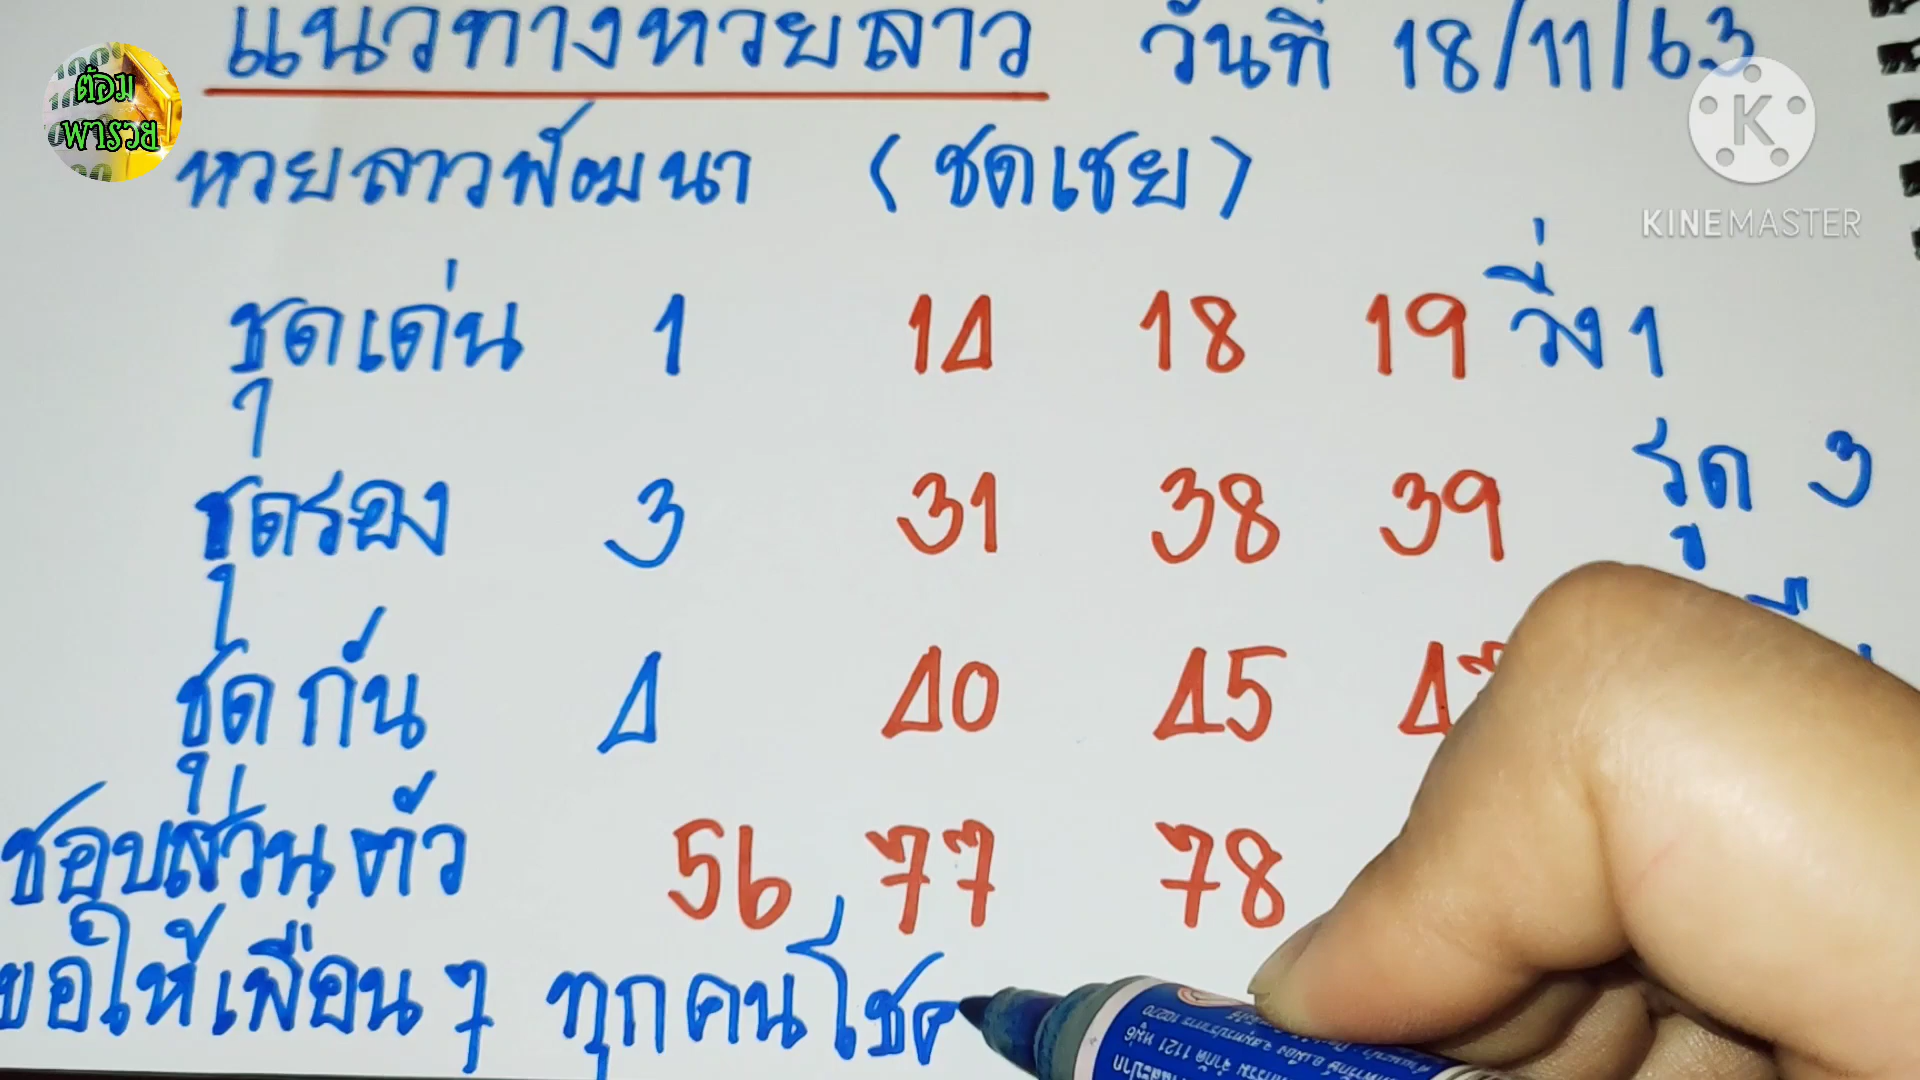 แนวทางหวยลาว วันที่ 18/11/63
ต้อม
พารวย
หวยลาวพัฒนา (ชดเชย)
KINEMASTER
ชุดเด่น 1 14 18 19 วิ่ง 1
ชุดรอง 3 31 38 39 รูด 3
ชุดกัน 4 40 45
ชอบส่วนตัว 56 77 78
ขอให้เพื่อน ๆ ทุกคนโชค